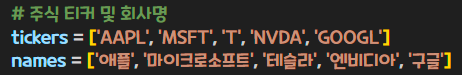 # 주식 티커 및 회사명
tickers = ['AAPL', 'MSFT', 'T', 'NVDA', 'GOOGL']
names = ['애플', '마이크로소프트', '테슬라', '엔비디아', '구글']